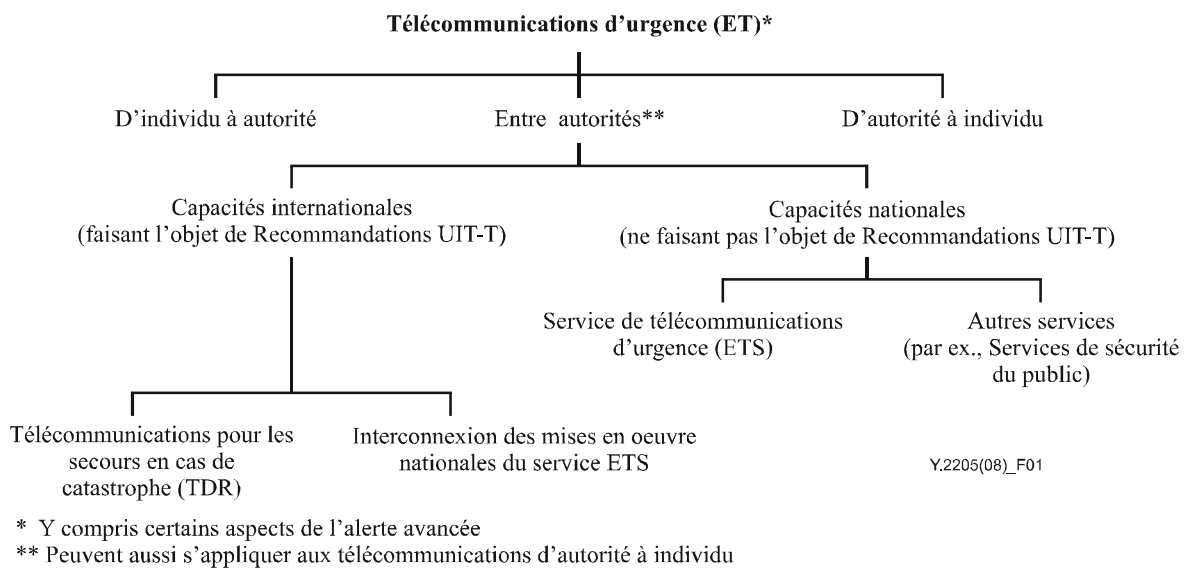 Télécommunications d'urgence (ET)*
D'individu à autorité
Entre autorités**
D'autorité à individu
Capacités internationales
(faisant l'objet de Recommandations UIT-T)
Capacités nationales
(ne faisant pas l'objet de Recommandations UIT-T)
Service de télécommunications
d'urgence (ETS)
Autres services
(par ex., Services de sécurité
du public)
Télécommunications pour les
secours en cas de
catastrophe (TDR)
Interconnexion des mises en oeuvre
nationales du service ETS
Y.2205(08)_F01
* Y compris certains aspects de l'alerte avancée
** Peuvent aussi s'appliquer aux télécommunications d'autorité à individu